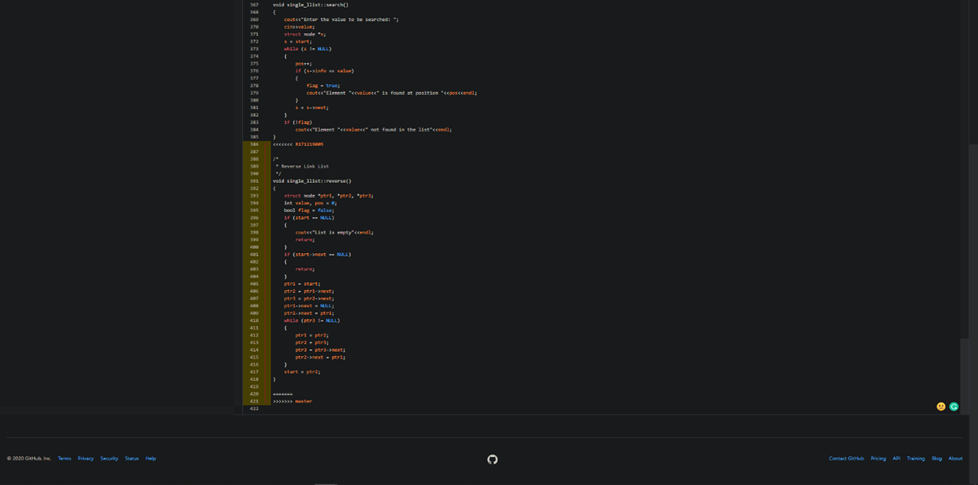 367 void single_llist::search()
368 {
369 cout<<"Enter the value to be searched: ";
370 cin>>value;
371 struct node *s;
372 s = start;
373 while (s != NULL)
374 {
375 pos++;
376 if (s->info == value)
377 {
378 flag = true;
379 cout<<"Element "<<value<<" is found at position "<<pos<<endl;
380 }
381 s = s->next;
382 }
383 if (!flag)
384 cout<<"Element "<<value<<" not found in the list"<<endl;
385 }
386 <<<<<<<
387
388 /*
389 * Reverse Link List
390 */
391 void single_llist::reverse()
392 {
393 struct node *ptr1, *ptr2, *ptr3;
394 int value, pos = 0;
395 bool flag = false;
396 if (start == NULL)
397 {
398 cout<<"List is empty"<<endl;
399 return;
400 }
401 if (start->next == NULL)
402 {
403 return;
404 }
405 ptr1 = start;
406 ptr2 = ptr1->next;
407 ptr3 = ptr2->next;
408 ptr1->next = NULL;
409 ptr2->next = ptr1;
410 while (ptr3 != NULL)
411 {
412 ptr1 = ptr2;
413 ptr2 = ptr3;
414 ptr3 = ptr3->next;
415 ptr2->next = ptr1;
416 }
417 start = ptr2;
418 }
419
420 =======
421 >>>>>>> master
422
© 2020 GitHub, Inc. Terms Privacy Security Status Help Contact GitHub Pricing API Training Blog About